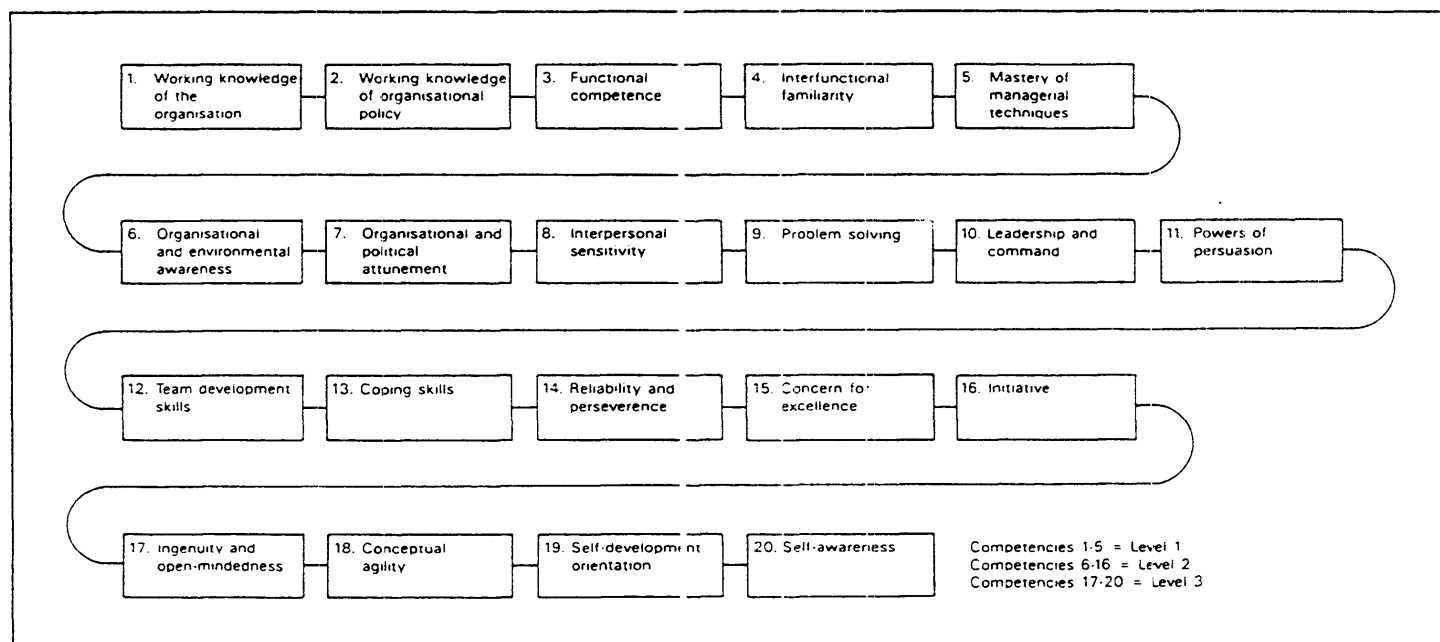 1. Working knowledge
of the
organisation
2. Working knowledge
of organisational
policy
3. Functional
competence
4. Interfunctional
familiarity
5. Mastery of
managerial
techniques
6. Organisational
and environmental
awareness
7. Organisational and
political
attunement
8. Interpersonal
sensitivity
9. Problem solving
10. Leadership and
command
11. Powers of
persuasion
12. Team development
skills
13. Coping skills
14. Reliability and
perseverence
15. Concern for
excellence
16. Initiative
17. Ingenuity and
open-mindedness
18. Conceptual
agility
19. Self-development
orientation
20. Self-awareness
Competencies 1-5 = Level 1
Competencies 6-16 = Level 2
Competencies 17-20 = Level 3